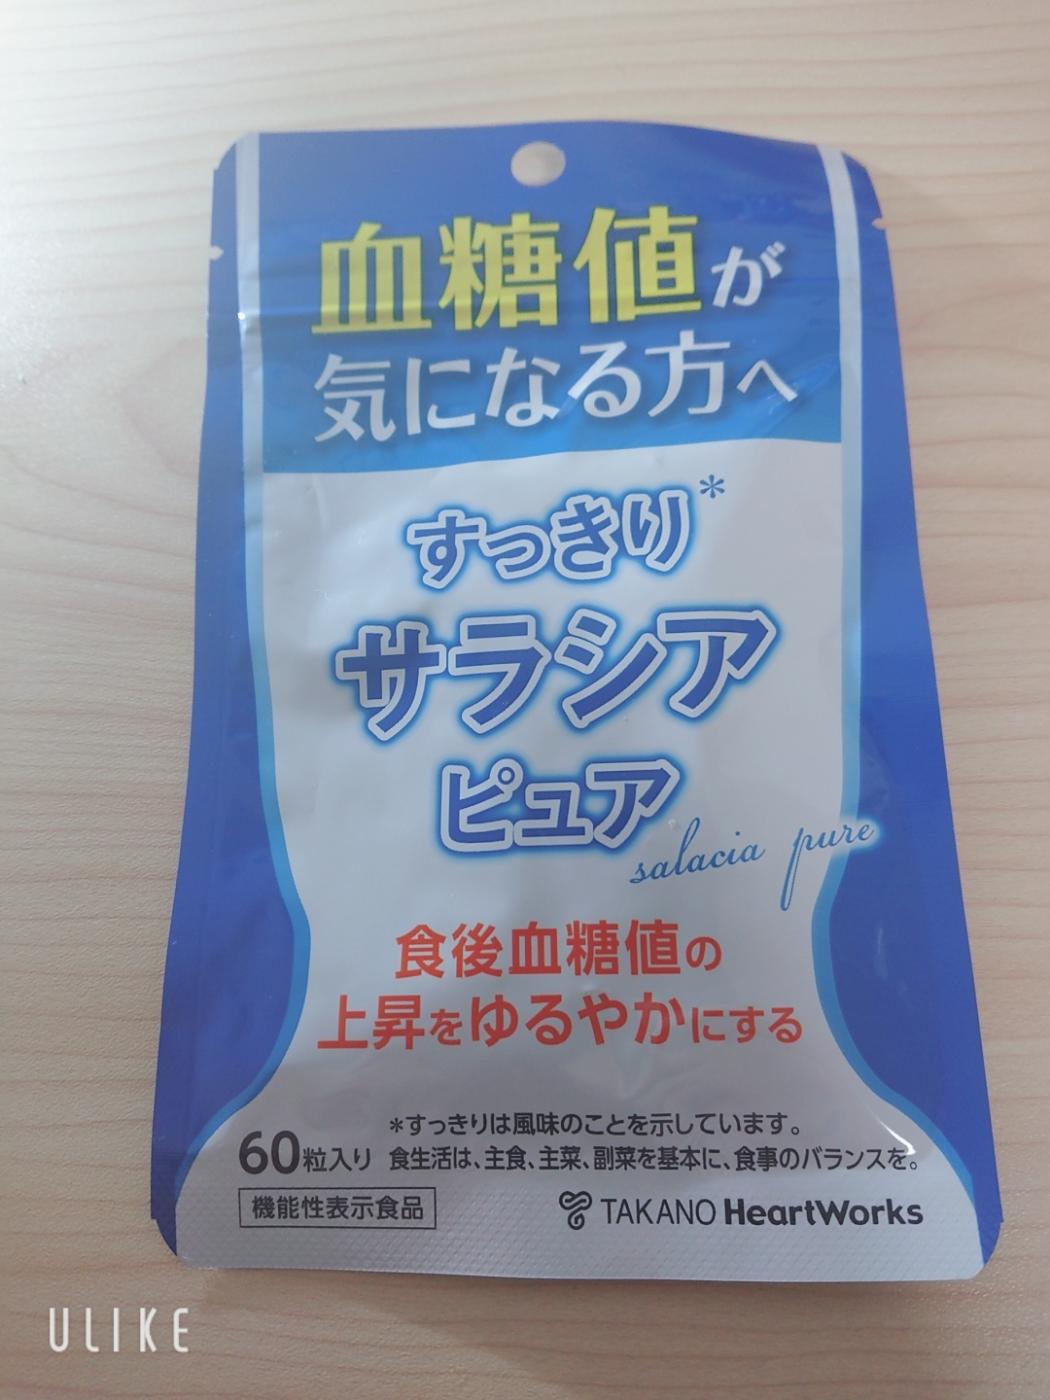 血糖値が
気になる方へ
すっきり*
サラシア
ピュア
salacia pure
食後血糖値の
上昇をゆるやかにする
*すっきりは風味のことを示しています。
60粒入り 食生活は、主食、主菜、副菜を基本に、食事のバランスを。
機能性表示食品
TAKANO HeartWorks
ULIKE